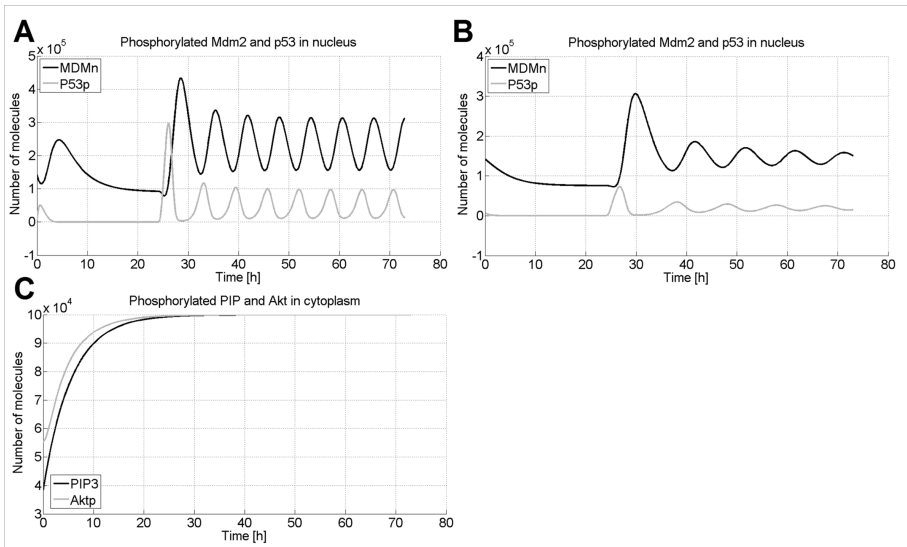 A
Phosphorylated Mdm2 and p53 in nucleus
x 10^5
5
4
3
2
1
0
-1
Number of molecules
MDMn
P53p
0 10 20 30 40 50 60 70 80
Time [h]
B
Phosphorylated Mdm2 and p53 in nucleus
x 10^5
4
3
2
1
0
-1
Number of molecules
MDMn
P53p
0 10 20 30 40 50 60 70 80
Time [h]
C
Phosphorylated PIP and Akt in cytoplasm
x 10^4
10
9
8
7
6
5
4
3
Number of molecules
PIP3
Aktp
0 10 20 30 40 50 60 70 80
Time [h]